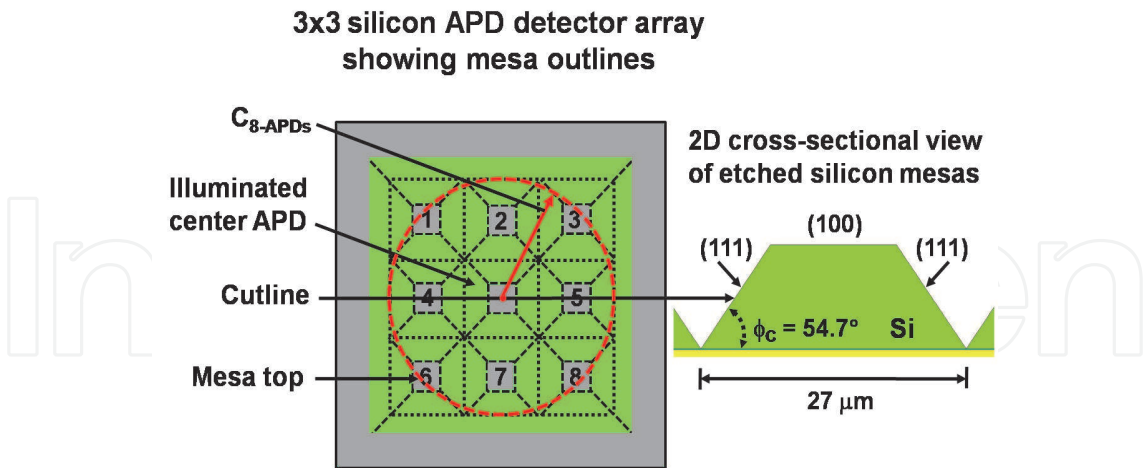 3x3 silicon APD detector array
showing mesa outlines
C8-APDs
Illuminated
center APD
Cutline
Mesa top
1
2
3
4
5
6
7
8
2D cross-sectional view
of etched silicon mesas
(100)
(111)
(111)
ϕc = 54.7°
Si
27 μm
In
en